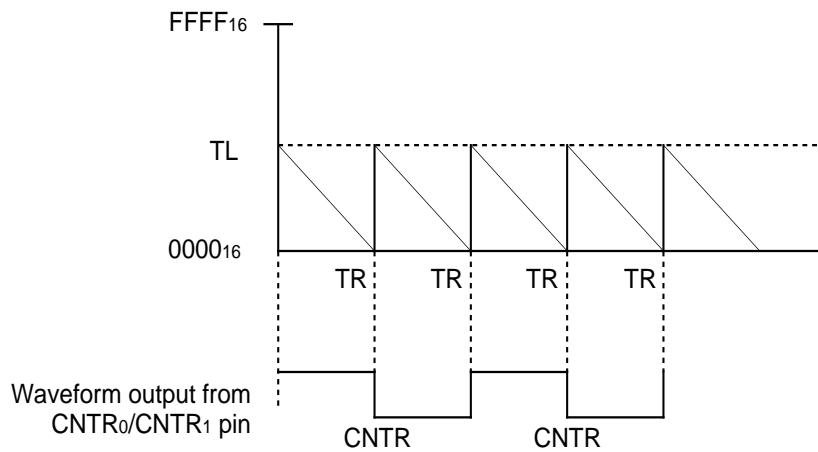 FFFF16
TL
000016
TR TR TR TR
Waveform output from
CNTR0/CNTR1 pin
CNTR CNTR